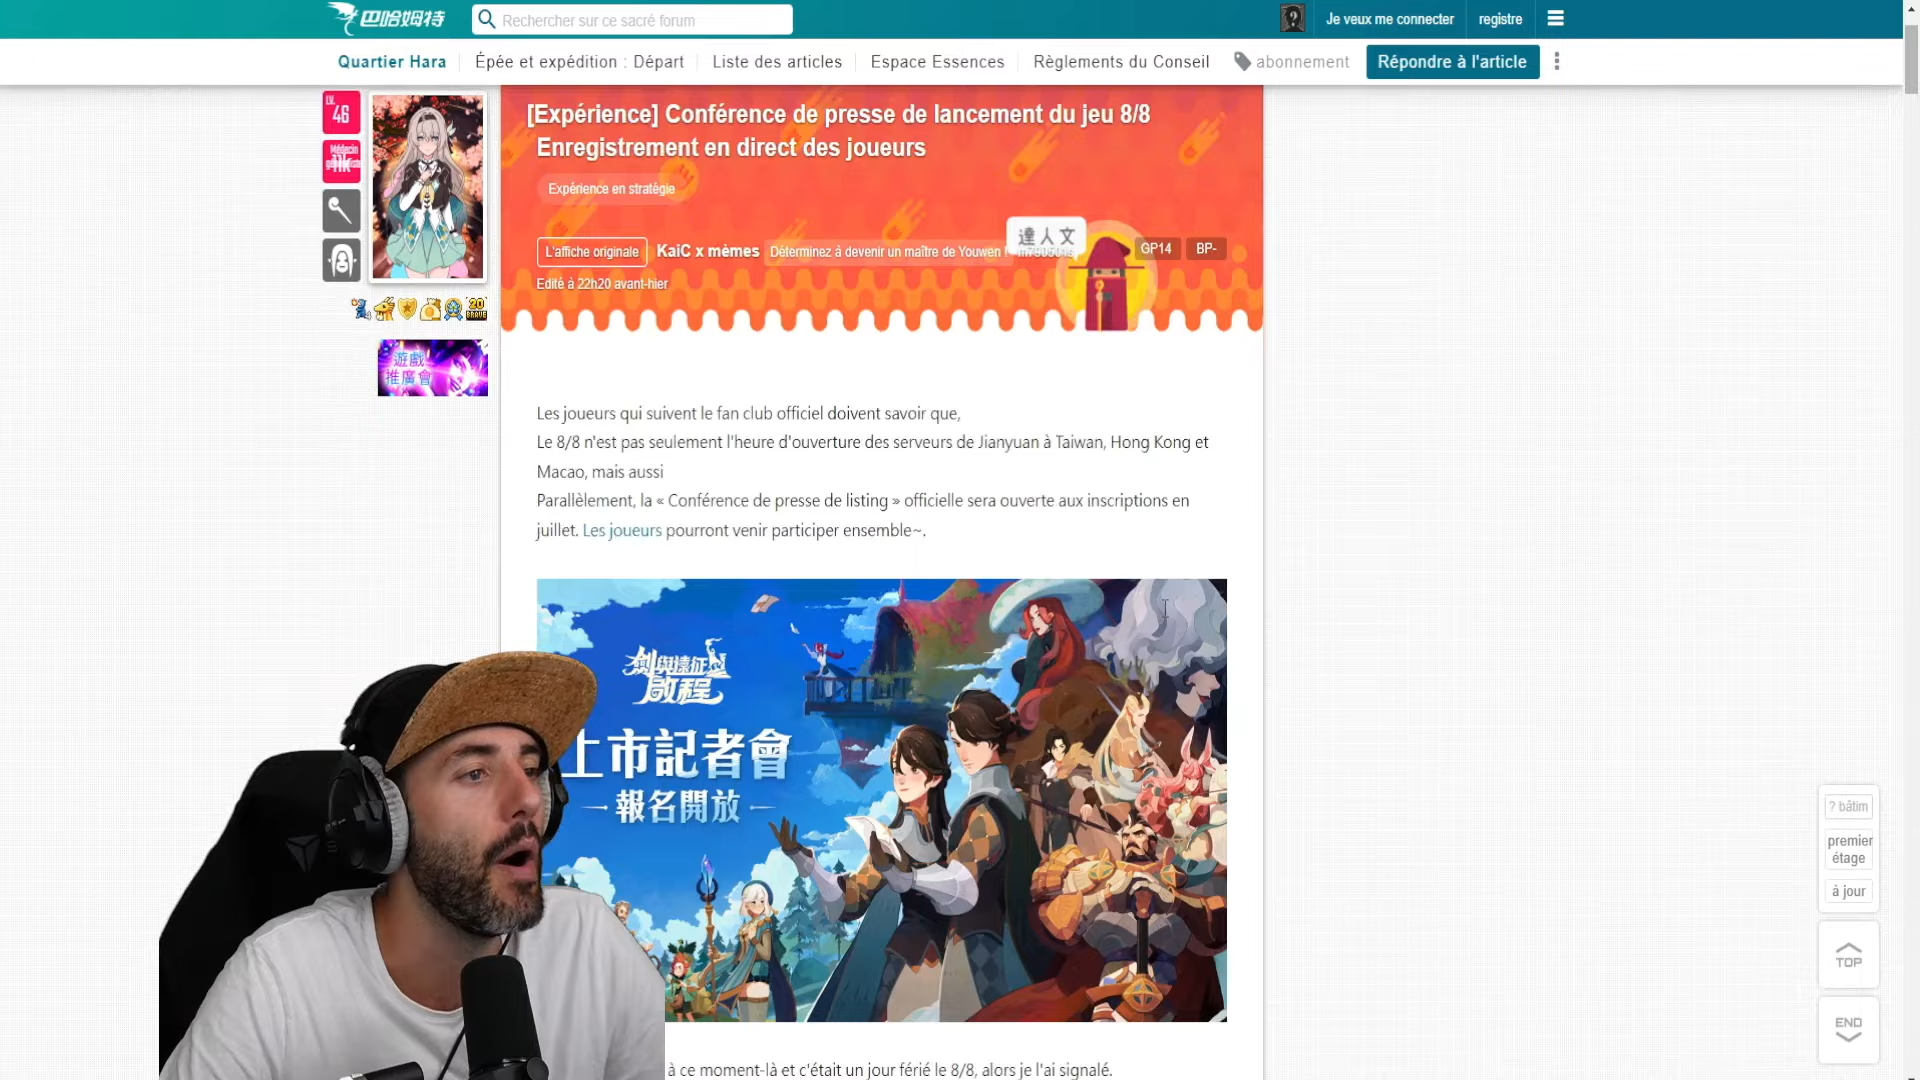 巴哈姆特
Rechercher sur ce sacré forum
Je veux me connecter
registre
Quartier Hara
Épée et expédition : Départ
Liste des articles
Espace Essences
Règlements du Conseil
abonnement
Répondre à l'article
LV.
46
Médecin
[Expérience] Conférence de presse de lancement du jeu 8/8
Enregistrement en direct des joueurs
Expérience en stratégie
達人文
L'affiche originale
KaiC x mèmes
Déterminez à devenir un maître de Youwen !
GP14
BP-
Edité à 22h20 avant-hier
20
BRAVE
遊戲
推廣會
Les joueurs qui suivent le fan club officiel doivent savoir que,
Le 8/8 n'est pas seulement l'heure d'ouverture des serveurs de Jianyuan à Taiwan, Hong Kong et
Macao, mais aussi
Parallèlement, la « Conférence de presse de listing » officielle sera ouverte aux inscriptions en
juillet. Les joueurs pourront venir participer ensemble~.
劍與遠征
啟程
上市記者會
報名開放
à ce moment-là et c'était un jour férié le 8/8, alors je l'ai signalé.
? bâtim
premier
étage
à jour
TOP
END